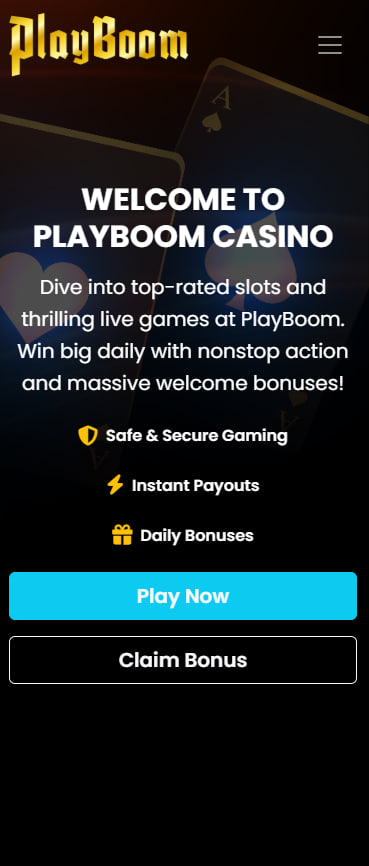 PlayBoom
WELCOME TO
PLAYBOOM CASINO
Dive into top-rated slots and
thrilling live games at PlayBoom.
Win big daily with nonstop action
and massive welcome bonuses!
Safe & Secure Gaming
Instant Payouts
Daily Bonuses
Play Now
Claim Bonus
A
A